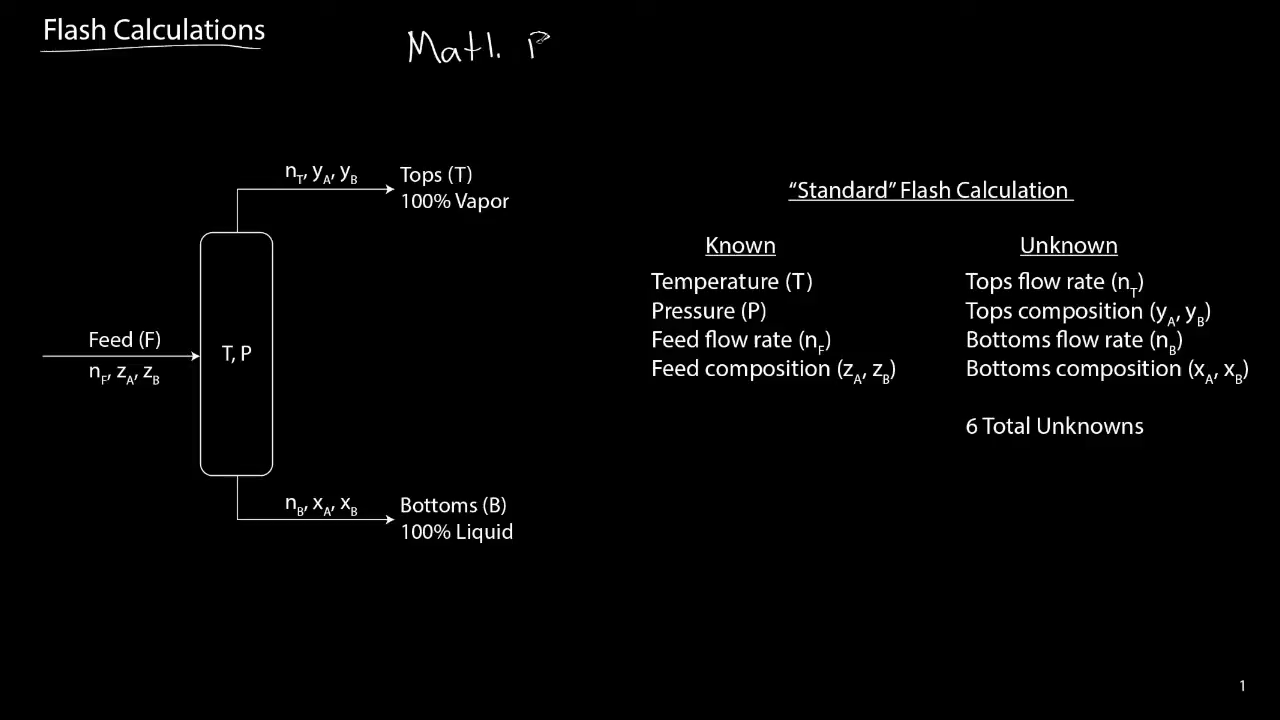 Flash Calculations
Matl.
n_T, y_A, y_B
Tops (T)
100% Vapor
Feed (F)
n_F, z_A, z_B
T, P
n_B, x_A, x_B
Bottoms (B)
100% Liquid
“Standard” Flash Calculation
Known
Temperature (T)
Pressure (P)
Feed flow rate (n_F)
Feed composition (z_A, z_B)
Unknown
Tops flow rate (n_T)
Tops composition (y_A, y_B)
Bottoms flow rate (n_B)
Bottoms composition (x_A, x_B)
6 Total Unknowns
1